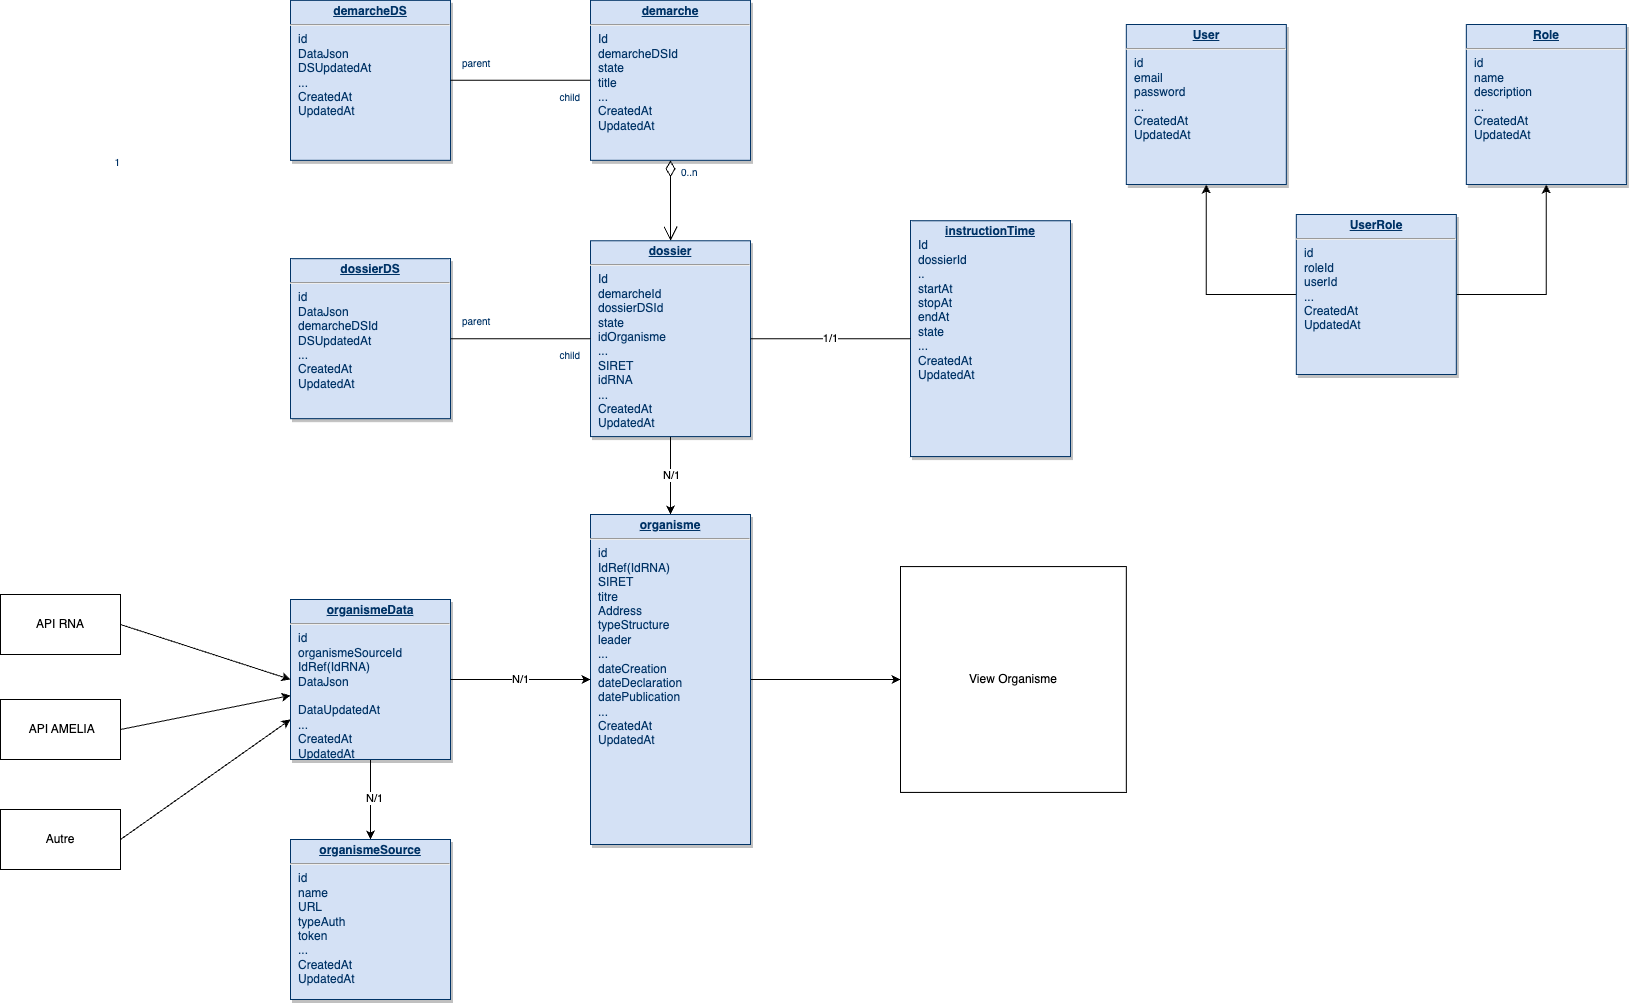 demarcheDS
id
DataJson
DSUpdatedAt
...
CreatedAt
UpdatedAt
parent
child
demarche
Id
demarcheDSId
state
title
...
CreatedAt
UpdatedAt
0..n
1
User
id
email
password
...
CreatedAt
UpdatedAt
Role
id
name
description
...
CreatedAt
UpdatedAt
UserRole
id
roleId
userId
...
CreatedAt
UpdatedAt
dossierDS
id
DataJson
demarcheDSId
DSUpdatedAt
...
CreatedAt
UpdatedAt
parent
child
dossier
Id
demarcheId
dossierDSId
state
idOrganisme
...
SIRET
idRNA
...
CreatedAt
UpdatedAt
1/1
instructionTime
Id
dossierId
..
startAt
stopAt
endAt
state
...
CreatedAt
UpdatedAt
N/1
organisme
id
IdRef(IdRNA)
SIRET
titre
Address
typeStructure
leader
...
dateCreation
dateDeclaration
datePublication
...
CreatedAt
UpdatedAt
View Organisme
API RNA
API AMELIA
Autre
organismeData
id
organismeSourceId
IdRef(IdRNA)
DataJson
DataUpdatedAt
...
CreatedAt
UpdatedAt
N/1
N/1
organismeSource
id
name
URL
typeAuth
token
...
CreatedAt
UpdatedAt